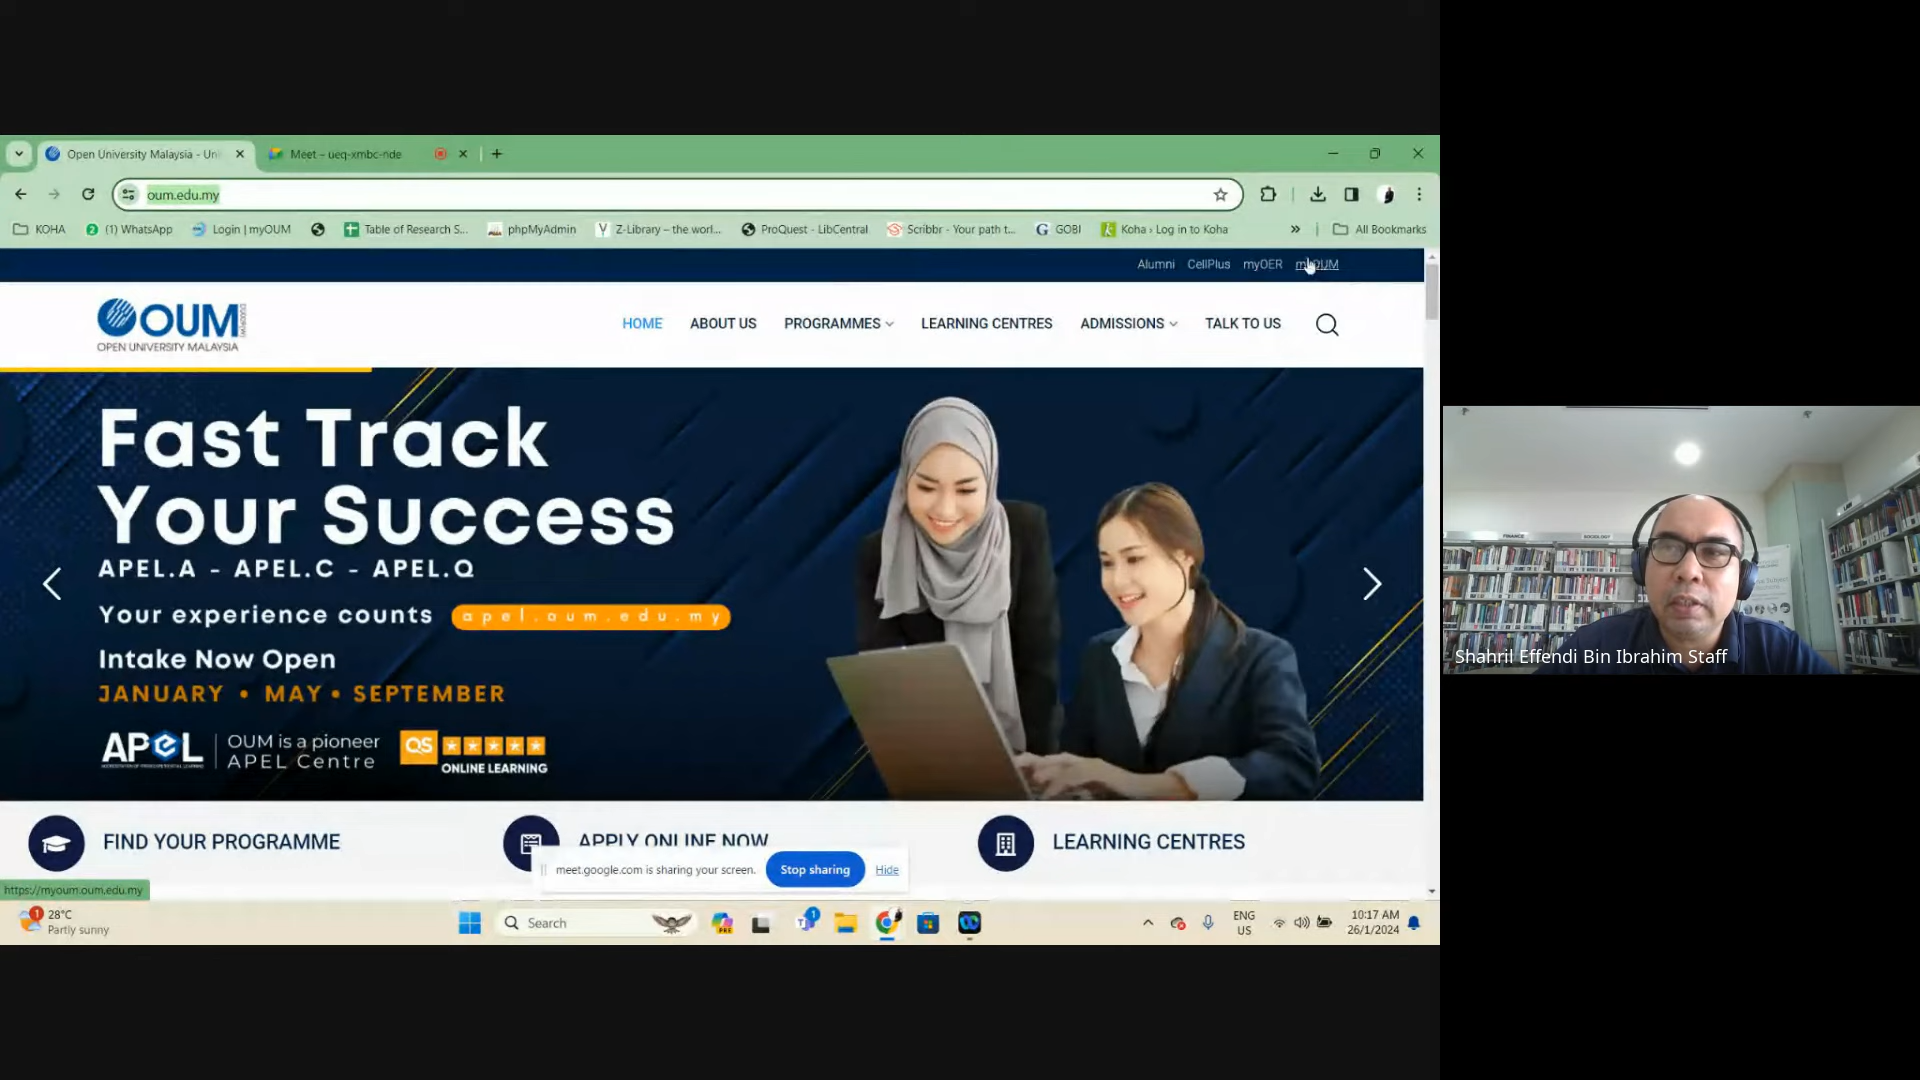 Open University Malaysia - Uni
Meet – ueq-xmbc-nde
oum.edu.my
KOHA
(1) WhatsApp
Login | myOUM
Table of Research S...
phpMyAdmin
Z-Library – the worl...
ProQuest - LibCentral
Scribbr - Your path t...
GOBI
Koha › Log in to Koha
»
All Bookmarks
Alumni CellPlus myOER myOUM
OUM
OPEN UNIVERSITY MALAYSIA
HOME ABOUT US PROGRAMMES LEARNING CENTRES ADMISSIONS TALK TO US
Fast Track
Your Success
APEL.A - APEL.C - APEL.Q
Your experience counts apel.oum.edu.my
Intake Now Open
JANUARY • MAY • SEPTEMBER
APEL
OUM is a pioneer
APEL Centre
QS
ONLINE LEARNING
FINANCE
SOCIOLOGY
Shahril Effendi Bin Ibrahim Staff
FIND YOUR PROGRAMME
APPLY ONLINE NOW
LEARNING CENTRES
meet.google.com is sharing your screen. Stop sharing Hide
https://myoum.oum.edu.my
1
28°C
Partly sunny
Search
PRE
1
ENG
US
10:17 AM
26/1/2024